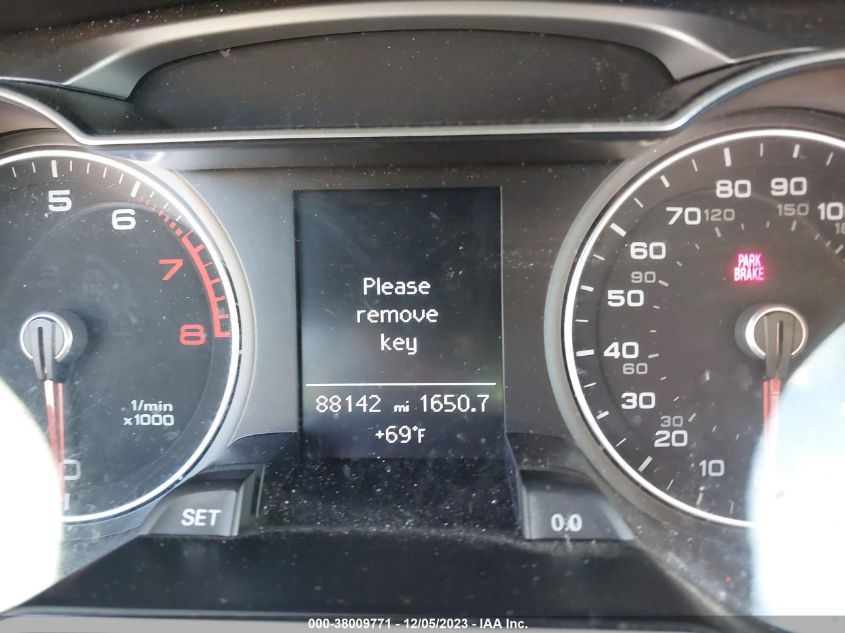 5 6 7 8
1/min
x1000
0 1
SET
Please
remove
key
88142 mi 1650.7
+69°F
0.0
PARK
BRAKE
10 20 30 40 50 60 70 80 90
30 60 90 120 150
000-38009771 - 12/05/2023 - IAA Inc.